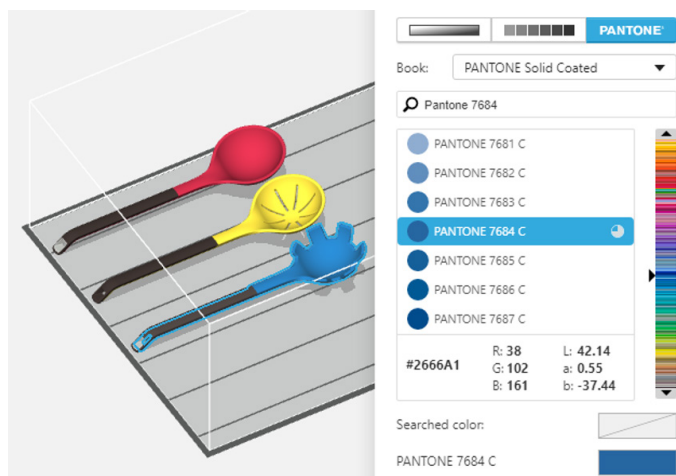 PANTONE®
Book: PANTONE Solid Coated
Pantone 7684
PANTONE 7681 C
PANTONE 7682 C
PANTONE 7683 C
PANTONE 7684 C
PANTONE 7685 C
PANTONE 7686 C
PANTONE 7687 C
#2666A1 R: 38 L: 42.14
G: 102 a: 0.55
B: 161 b: -37.44
Searched color:
PANTONE 7684 C